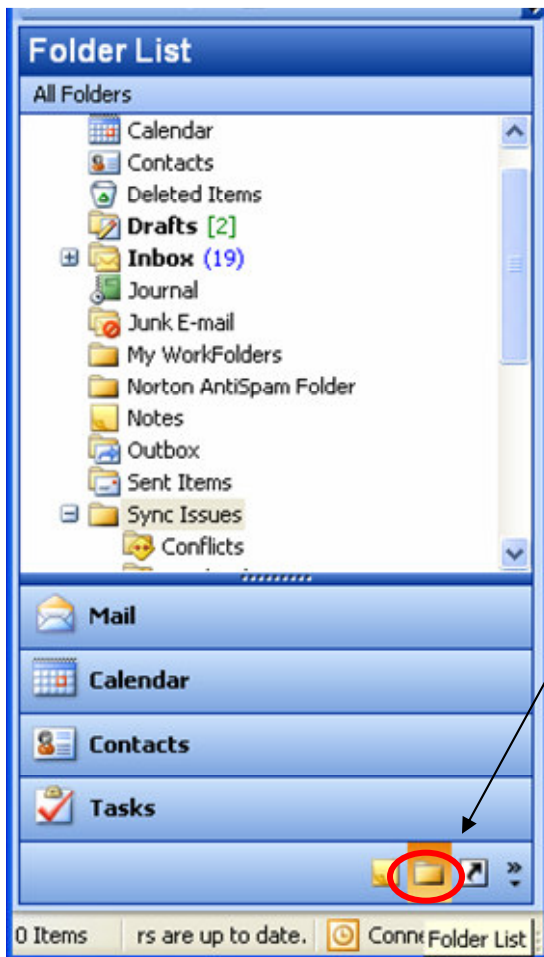 Folder List
All Folders
Calendar
Contacts
Deleted Items
Drafts [2]
Inbox (19)
Journal
Junk E-mail
My WorkFolders
Norton AntiSpam Folder
Notes
Outbox
Sent Items
Sync Issues
Conflicts
Mail
Calendar
Contacts
Tasks
0 Items rs are up to date. Conne Folder List